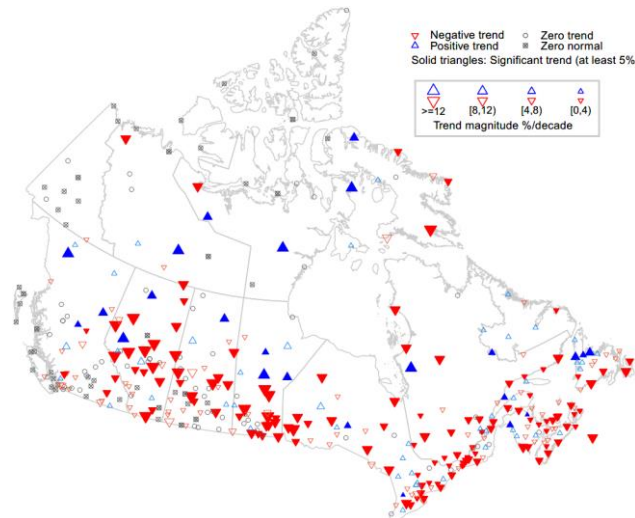 Negative trend
Zero trend
Positive trend
Zero normal
Solid triangles: Significant trend (at least 5%
>=12 [8,12) [4,8) [0,4)
Trend magnitude %/decade